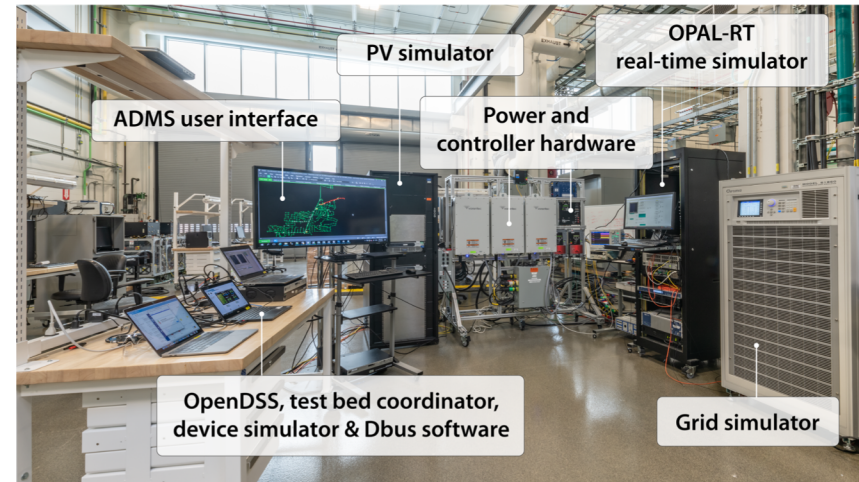 PV simulator
OPAL-RT
real-time simulator
ADMS user interface
Power and
controller hardware
OpenDSS, test bed coordinator,
device simulator & Dbus software
Grid simulator